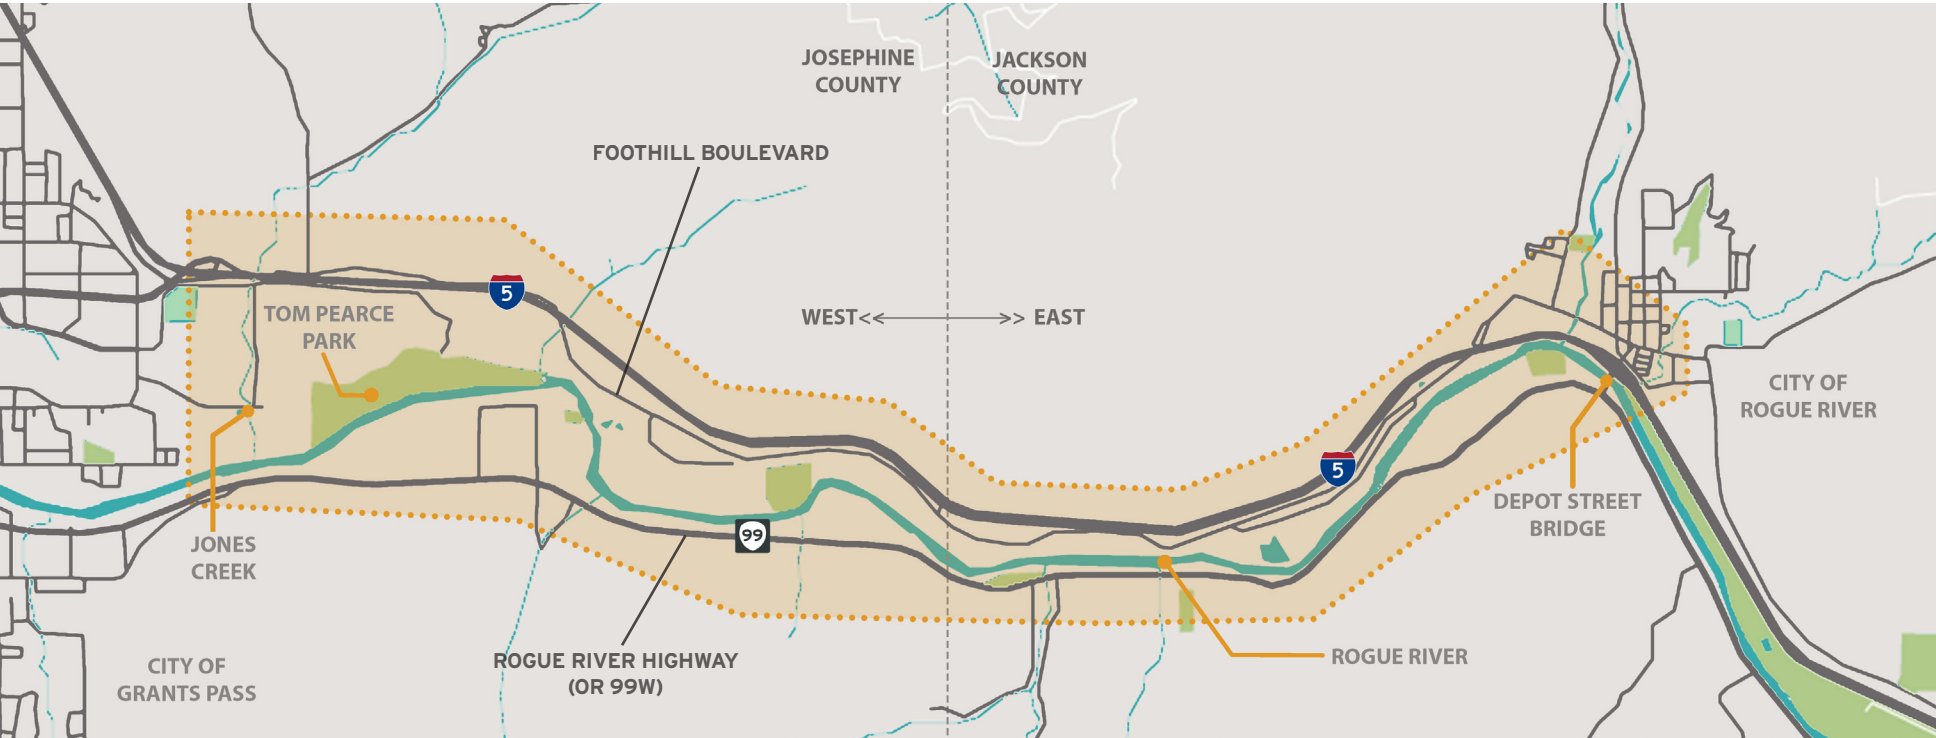 JOSEPHINE
COUNTY
JACKSON
COUNTY
FOOTHILL BOULEVARD
5
TOM PEARCE
PARK
WEST<<
>> EAST
CITY OF
ROGUE RIVER
5
DEPOT STREET
BRIDGE
99
JONES
CREEK
ROGUE RIVER HIGHWAY
(OR 99W)
ROGUE RIVER
CITY OF
GRANTS PASS